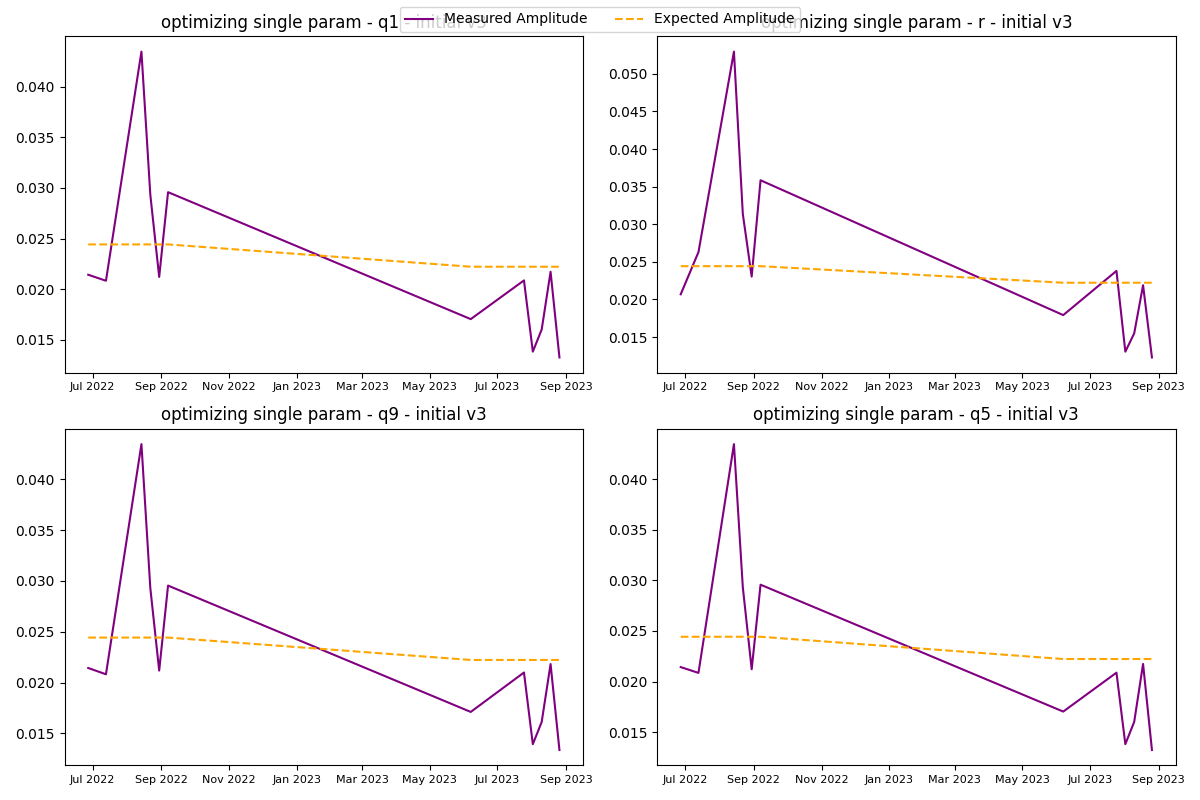 Measured Amplitude Expected Amplitude
optimizing single param - q1 - initial v3
0.040
0.035
0.030
0.025
0.020
0.015
Jul 2022 Sep 2022 Nov 2022 Jan 2023 Mar 2023 May 2023 Jul 2023 Sep 2023
optimizing single param - r - initial v3
0.050
0.045
0.040
0.035
0.030
0.025
0.020
0.015
Jul 2022 Sep 2022 Nov 2022 Jan 2023 Mar 2023 May 2023 Jul 2023 Sep 2023
optimizing single param - q9 - initial v3
0.040
0.035
0.030
0.025
0.020
0.015
Jul 2022 Sep 2022 Nov 2022 Jan 2023 Mar 2023 May 2023 Jul 2023 Sep 2023
optimizing single param - q5 - initial v3
0.040
0.035
0.030
0.025
0.020
0.015
Jul 2022 Sep 2022 Nov 2022 Jan 2023 Mar 2023 May 2023 Jul 2023 Sep 2023